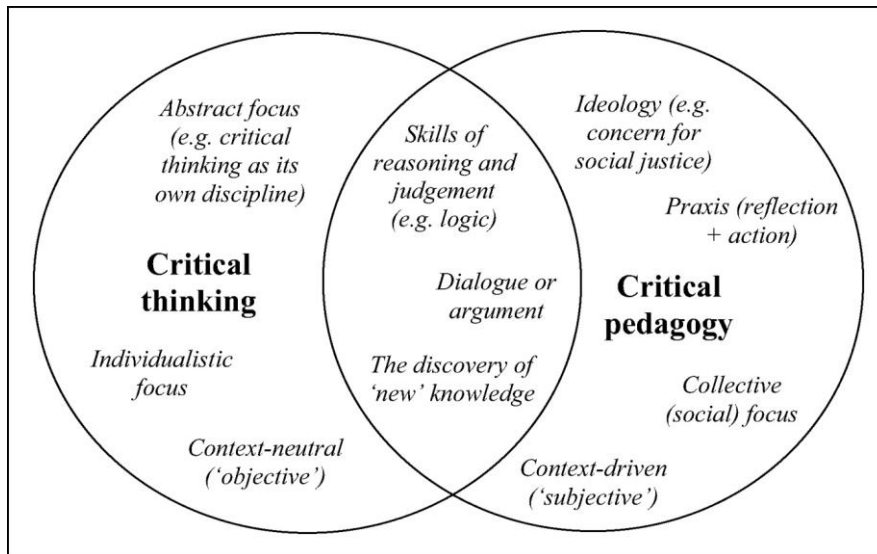 Abstract focus
(e.g. critical
thinking as its
own discipline)
Critical
thinking
Individualistic
focus
Context-neutral
(‘objective’)
Skills of
reasoning and
judgement
(e.g. logic)
Dialogue or
argument
The discovery of
‘new’ knowledge
Ideology (e.g.
concern for
social justice)
Praxis (reflection
+ action)
Critical
pedagogy
Collective
(social) focus
Context-driven
(‘subjective’)